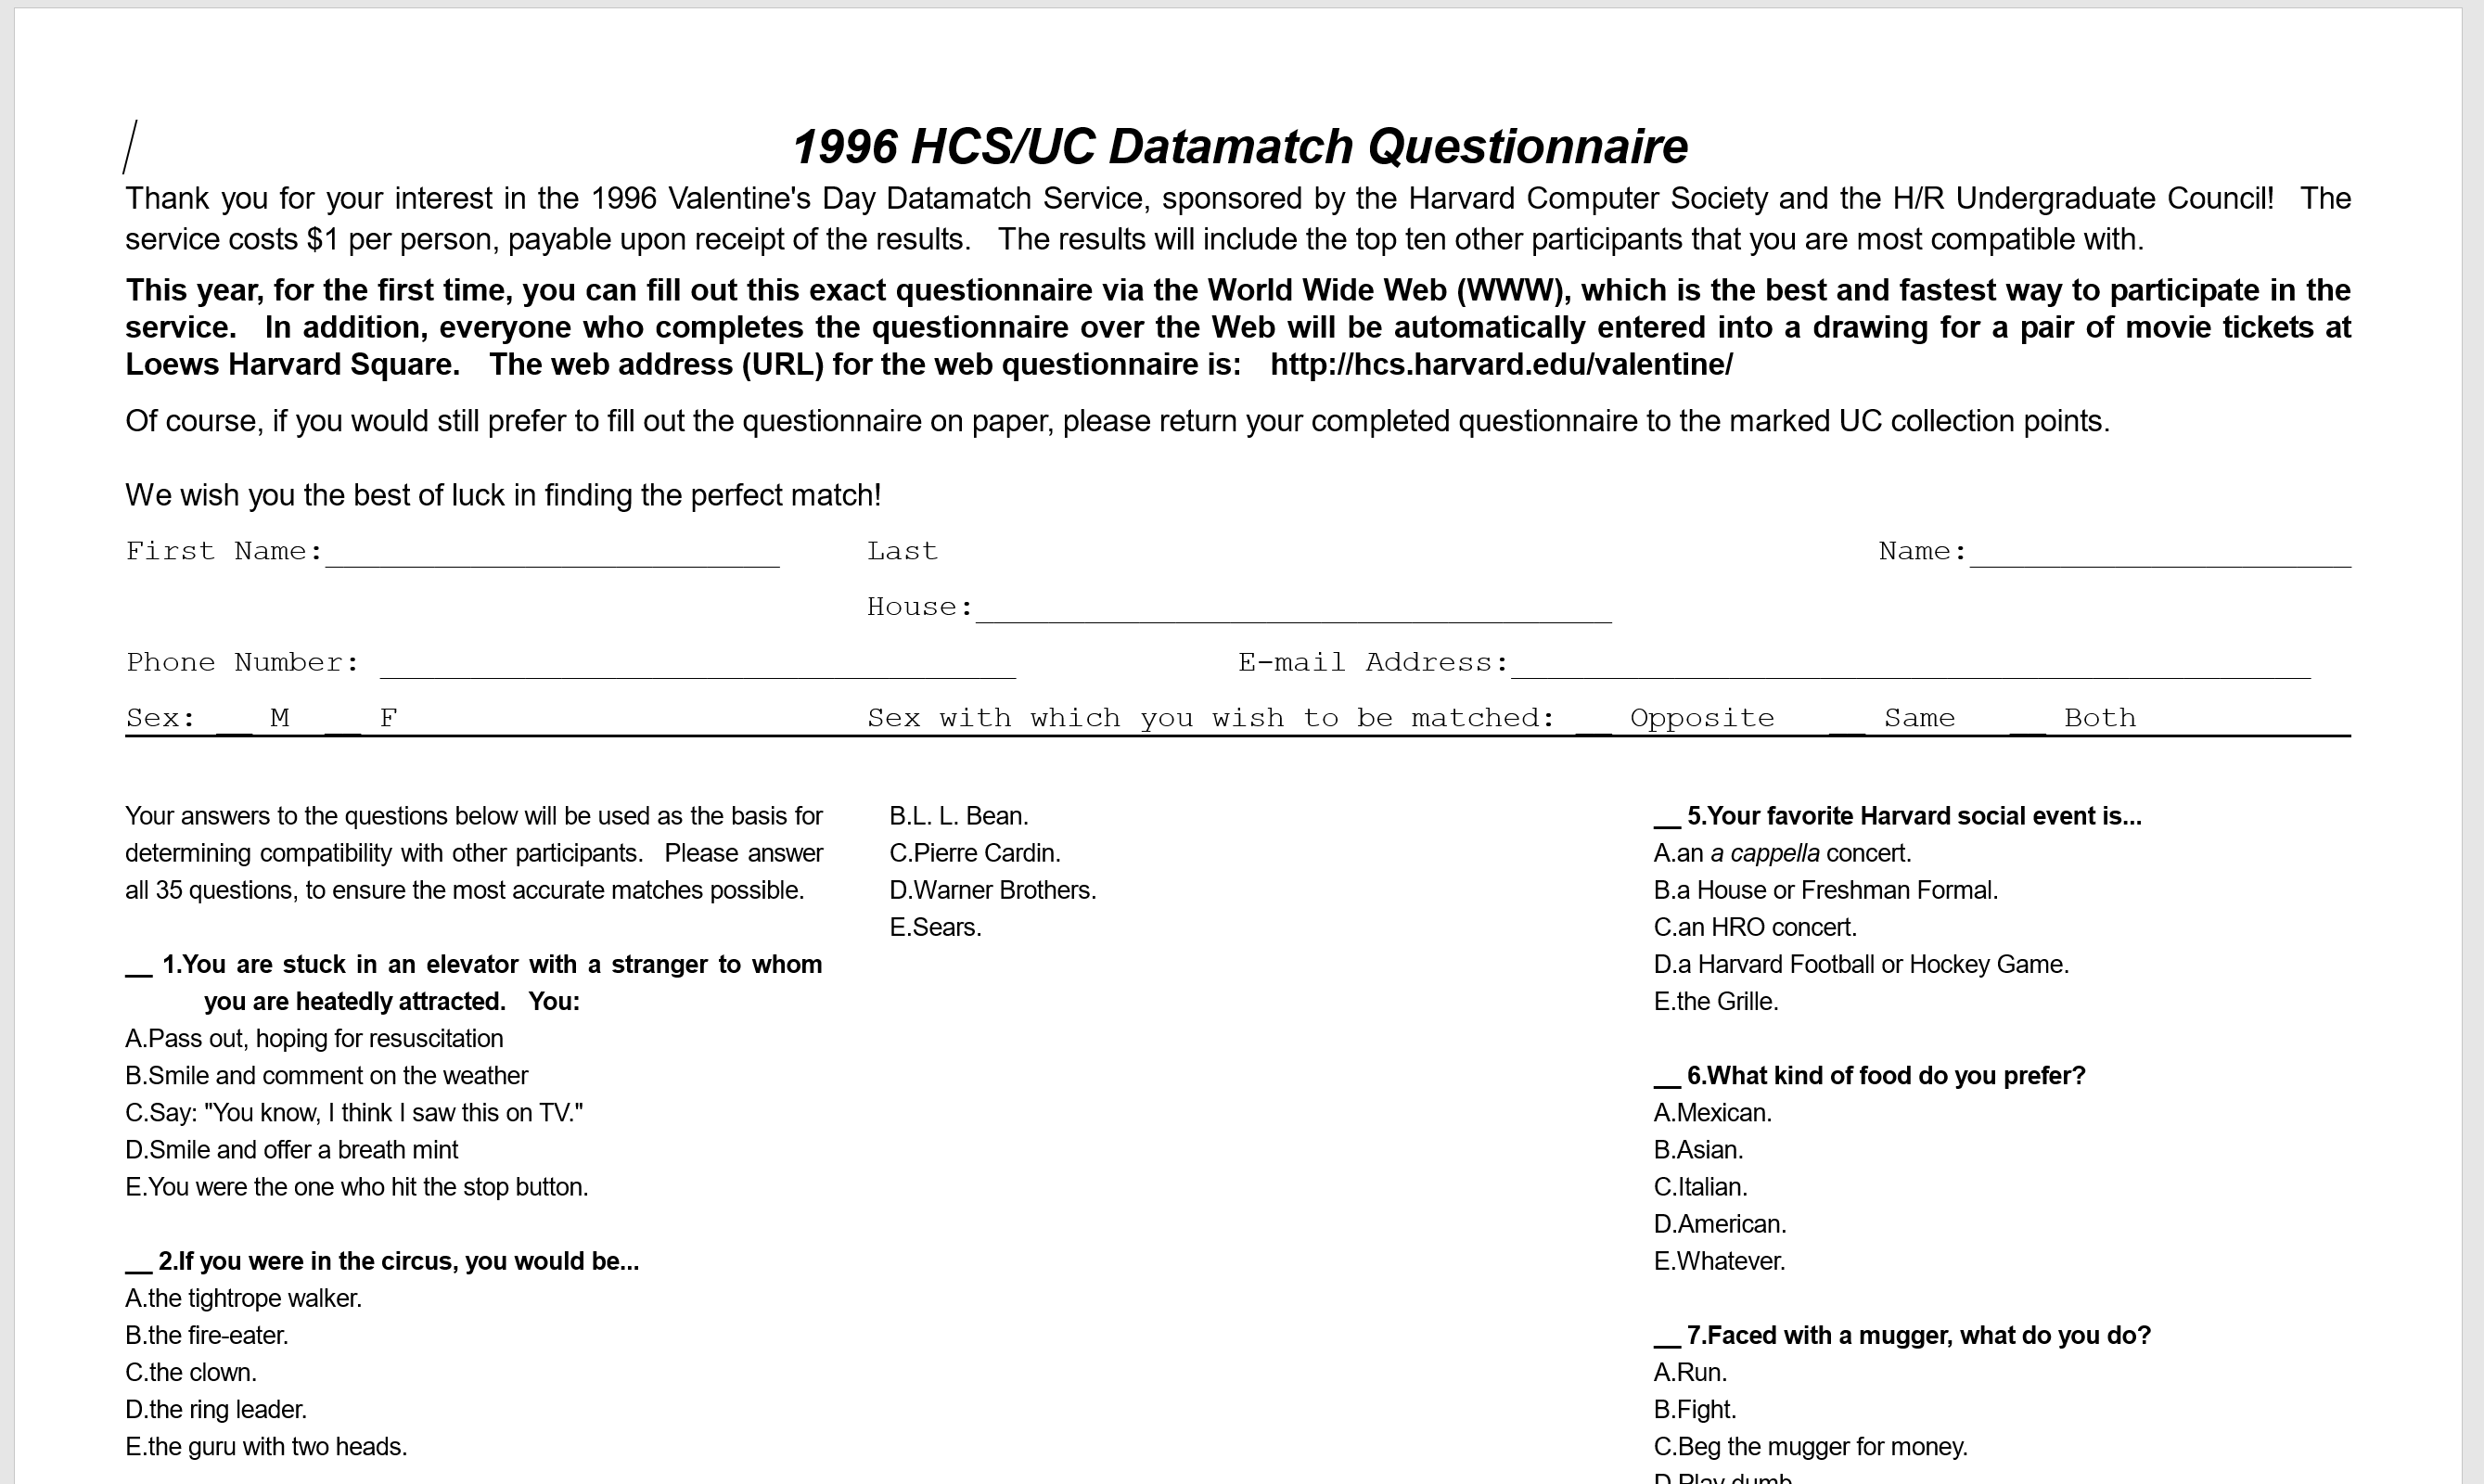 1996 HCS/UC Datamatch Questionnaire
Thank you for your interest in the 1996 Valentine's Day Datamatch Service, sponsored by the Harvard Computer Society and the H/R Undergraduate Council! The
service costs $1 per person, payable upon receipt of the results. The results will include the top ten other participants that you are most compatible with.
This year, for the first time, you can fill out this exact questionnaire via the World Wide Web (WWW), which is the best and fastest way to participate in the
service. In addition, everyone who completes the questionnaire over the Web will be automatically entered into a drawing for a pair of movie tickets at
Loews Harvard Square. The web address (URL) for the web questionnaire is: http://hcs.harvard.edu/valentine/
Of course, if you would still prefer to fill out the questionnaire on paper, please return your completed questionnaire to the marked UC collection points.
We wish you the best of luck in finding the perfect match!
First Name:_________________________ Last Name:_____________________
House:___________________________________
Phone Number: ___________________________________ E-mail Address:____________________________________________
Sex: __ M __ F Sex with which you wish to be matched: __ Opposite __ Same __ Both
Your answers to the questions below will be used as the basis for
determining compatibility with other participants. Please answer
all 35 questions, to ensure the most accurate matches possible.
__ 1.You are stuck in an elevator with a stranger to whom
you are heatedly attracted. You:
A.Pass out, hoping for resuscitation
B.Smile and comment on the weather
C.Say: "You know, I think I saw this on TV."
D.Smile and offer a breath mint
E.You were the one who hit the stop button.
__ 2.If you were in the circus, you would be...
A.the tightrope walker.
B.the fire-eater.
C.the clown.
D.the ring leader.
E.the guru with two heads.
B.L. L. Bean.
C.Pierre Cardin.
D.Warner Brothers.
E.Sears.
__ 5.Your favorite Harvard social event is...
A.an a cappella concert.
B.a House or Freshman Formal.
C.an HRO concert.
D.a Harvard Football or Hockey Game.
E.the Grille.
__ 6.What kind of food do you prefer?
A.Mexican.
B.Asian.
C.Italian.
D.American.
E.Whatever.
__ 7.Faced with a mugger, what do you do?
A.Run.
B.Fight.
C.Beg the mugger for money.
D.Play dumb.